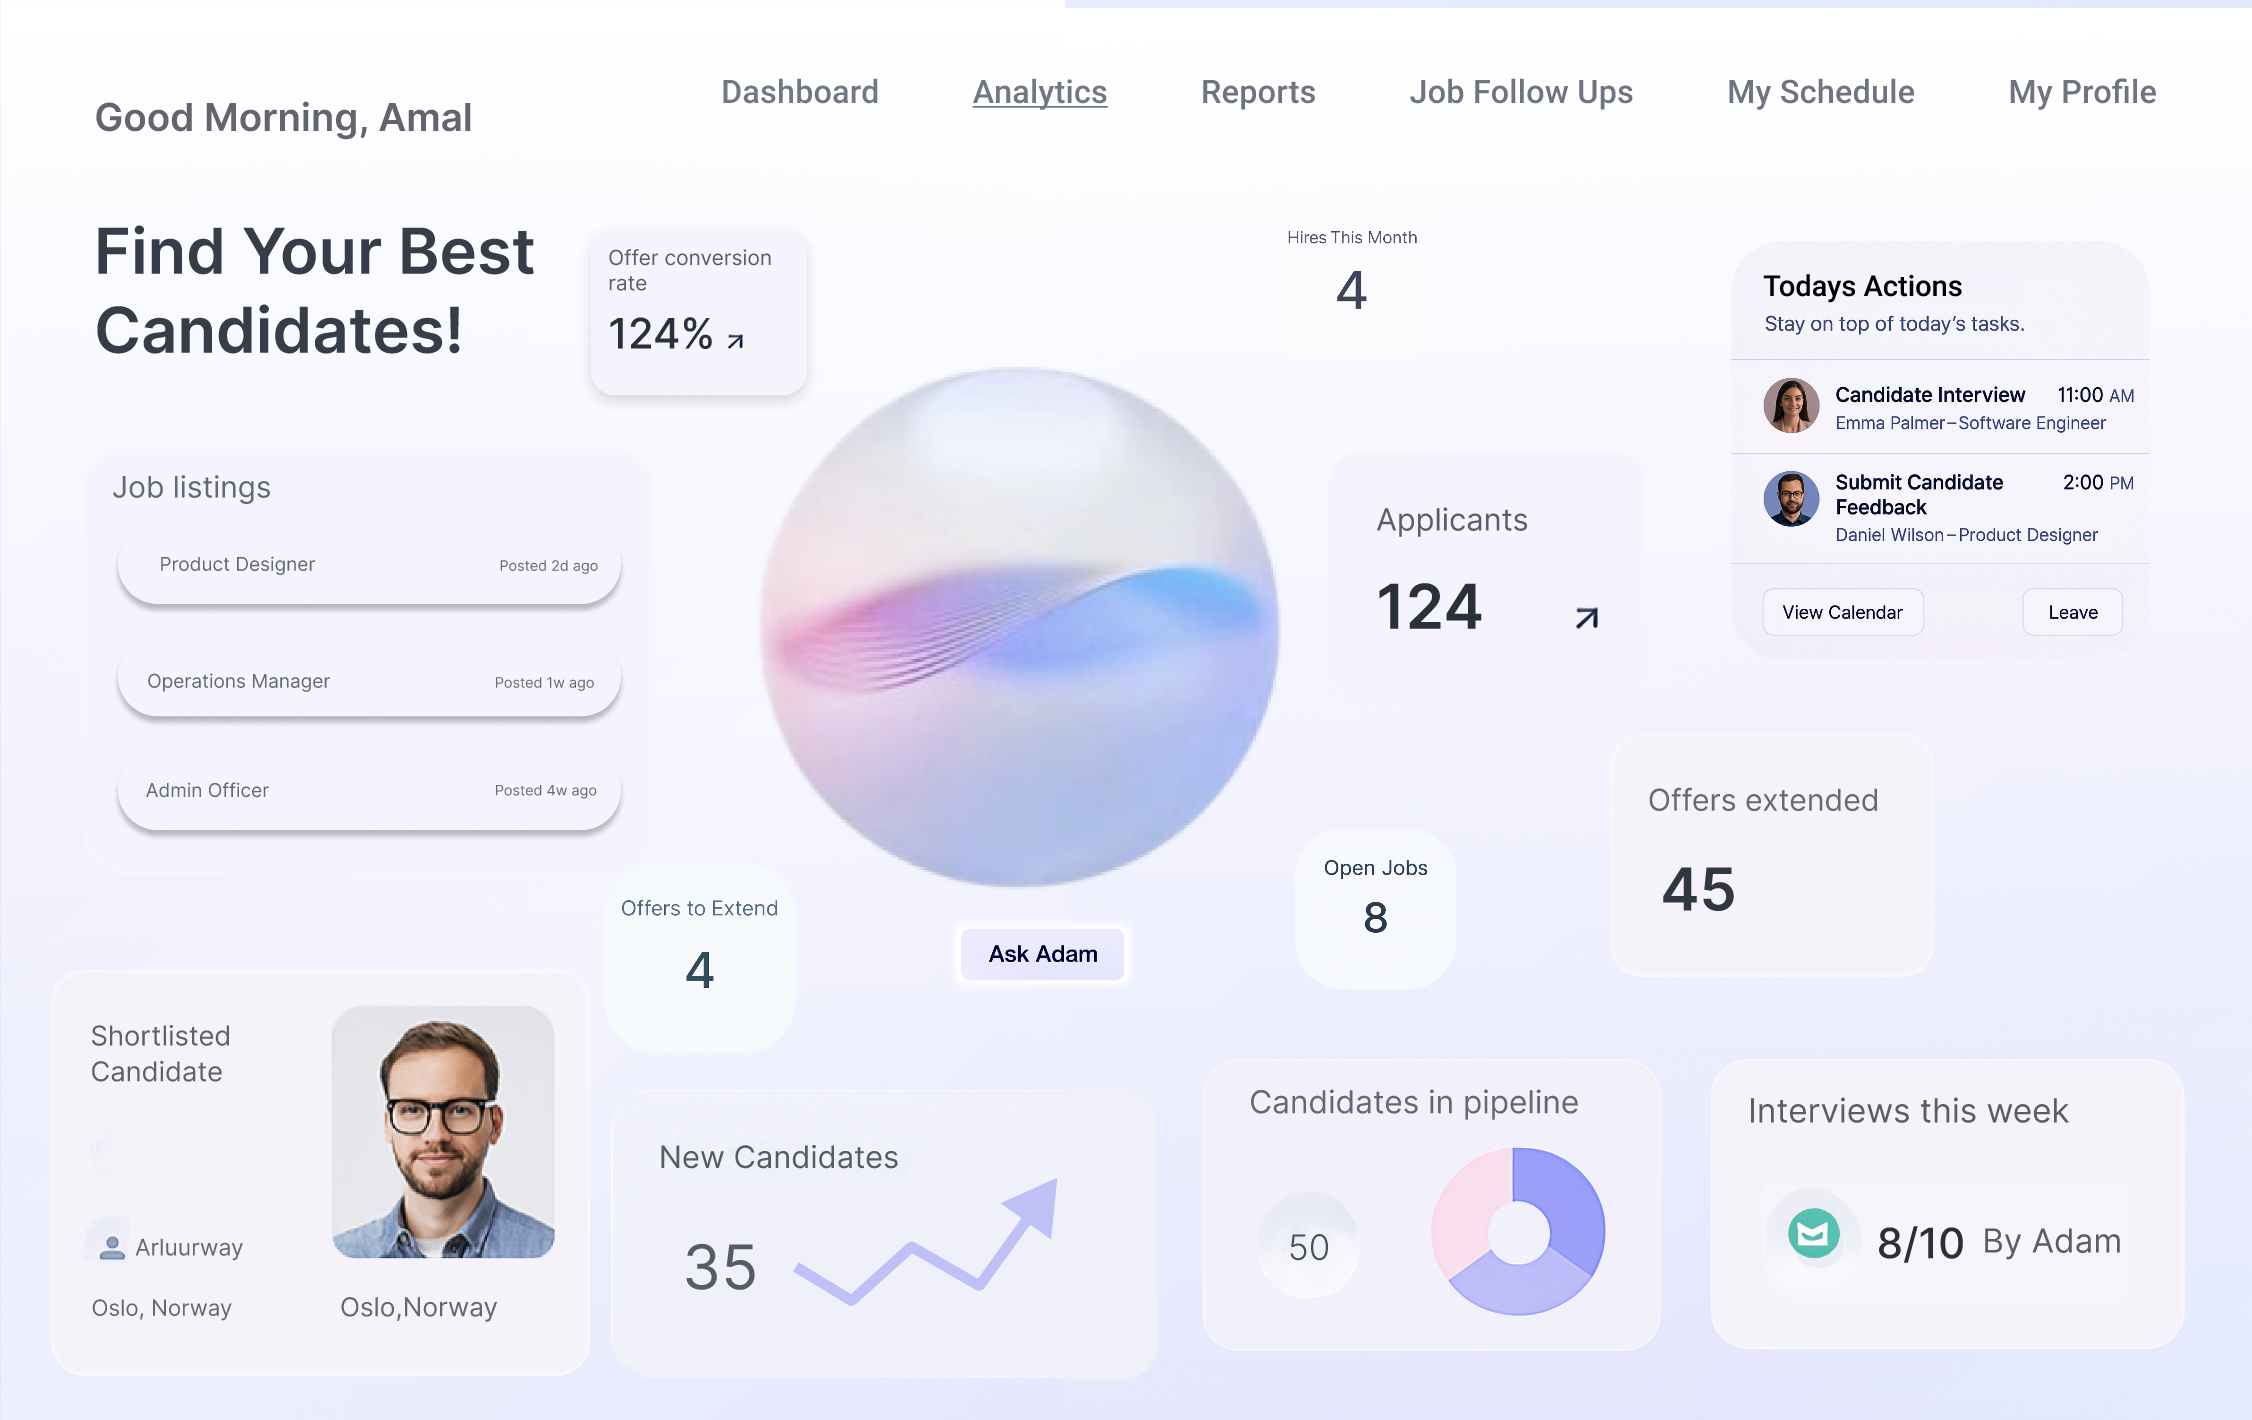 Good Morning, Amal
Dashboard
Analytics
Reports
Job Follow Ups
My Schedule
My Profile
Find Your Best
Candidates!
Offer conversion
rate
124%
Hires This Month
4
Todays Actions
Stay on top of today's tasks.
Candidate Interview 11:00 AM
Emma Palmer–Software Engineer
Submit Candidate 2:00 PM
Feedback
Daniel Wilson–Product Designer
View Calendar
Leave
Job listings
Product Designer Posted 2d ago
Operations Manager Posted 1w ago
Admin Officer Posted 4w ago
Applicants
124
Offers to Extend
4
Ask Adam
Open Jobs
8
Offers extended
45
Shortlisted
Candidate
Arluurway
Oslo, Norway
Oslo,Norway
New Candidates
35
Candidates in pipeline
50
Interviews this week
8/10 By Adam